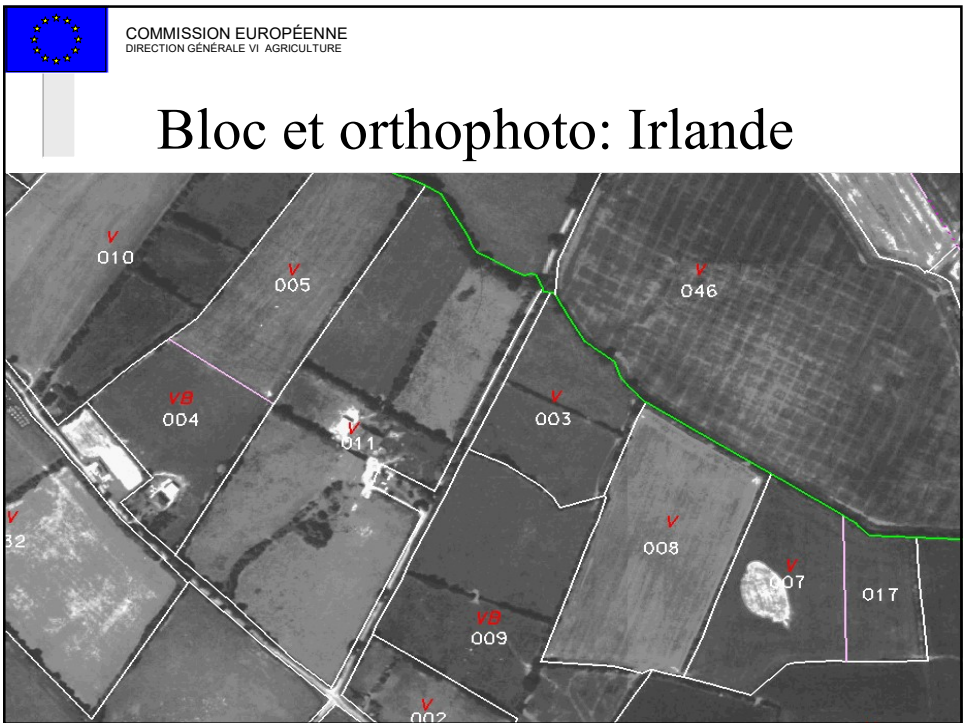 COMMISSION EUROPÉENNE
DIRECTION GÉNÉRALE VI AGRICULTURE
Bloc et orthophoto: Irlande
V
010
V
005
V
046
VB
004
V
011
V
003
V
32
V
008
V
007
017
VB
009
V
002